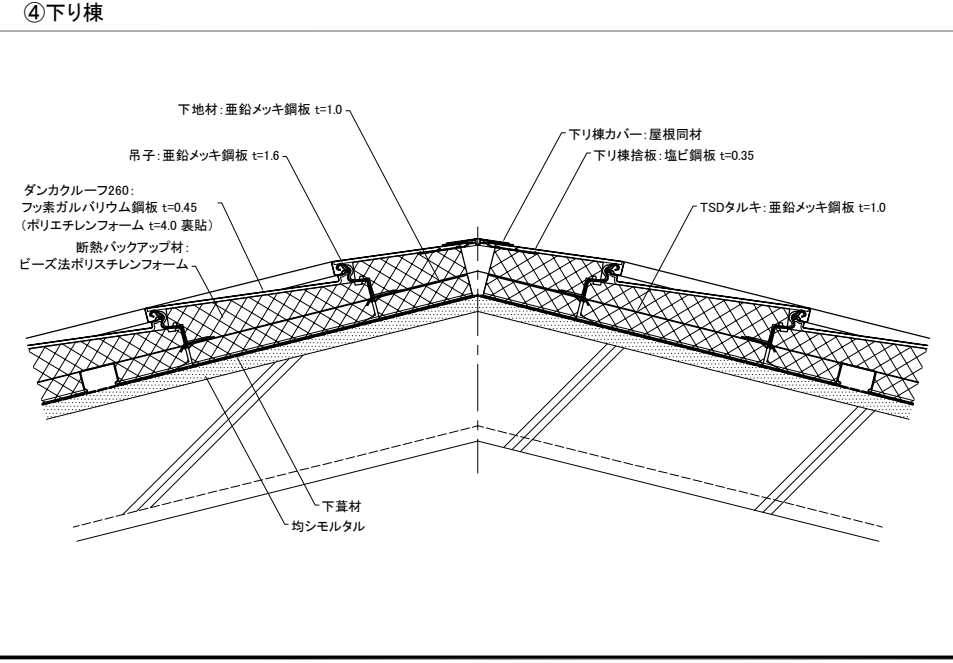 ④下り棟
下地材：亜鉛メッキ鋼板 t=1.0
吊子：亜鉛メッキ鋼板 t=1.6
ダンカクルーフ260：
フッ素ガルバリウム鋼板 t=0.45
（ポリエチレンフォーム t=4.0 裏貼）
断熱バックアップ材：
ビーズ法ポリスチレンフォーム
下リ棟カバー：屋根同材
下リ棟捨板：塩ビ鋼板 t=0.35
TSDタルキ：亜鉛メッキ鋼板 t=1.0
下葺材
均シモルタル